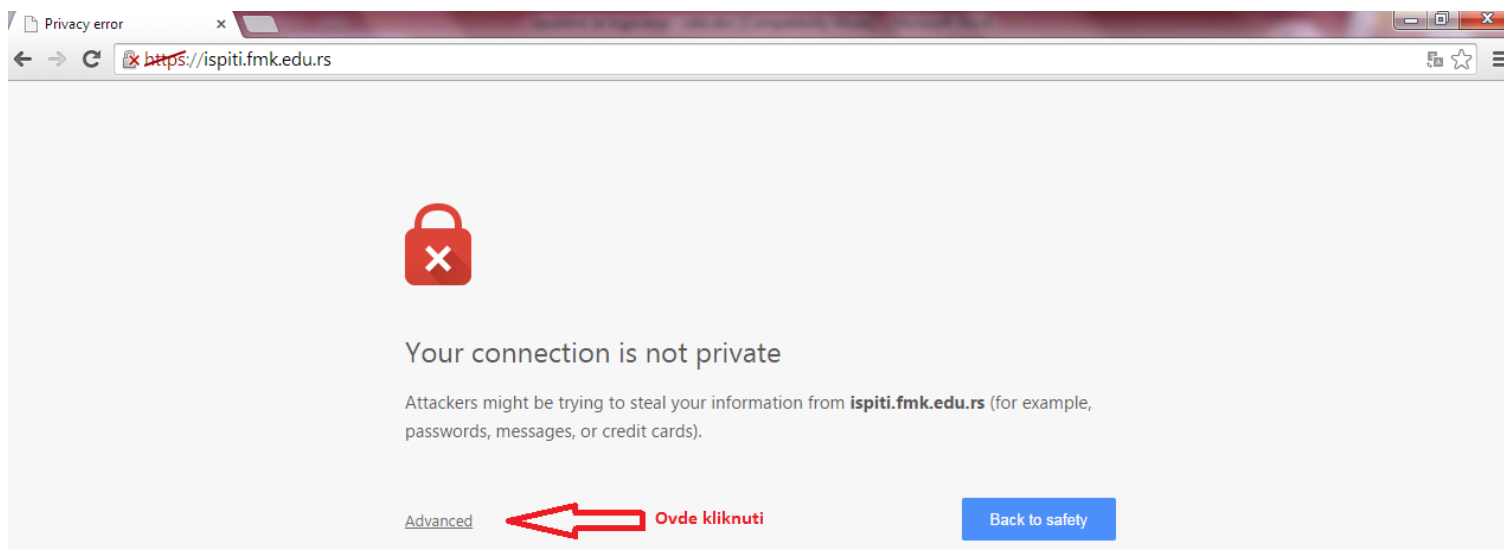 Privacy error
https://ispiti.fmk.edu.rs
Your connection is not private
Attackers might be trying to steal your information from ispiti.fmk.edu.rs (for example,
passwords, messages, or credit cards).
Advanced
Ovde kliknuti
Back to safety